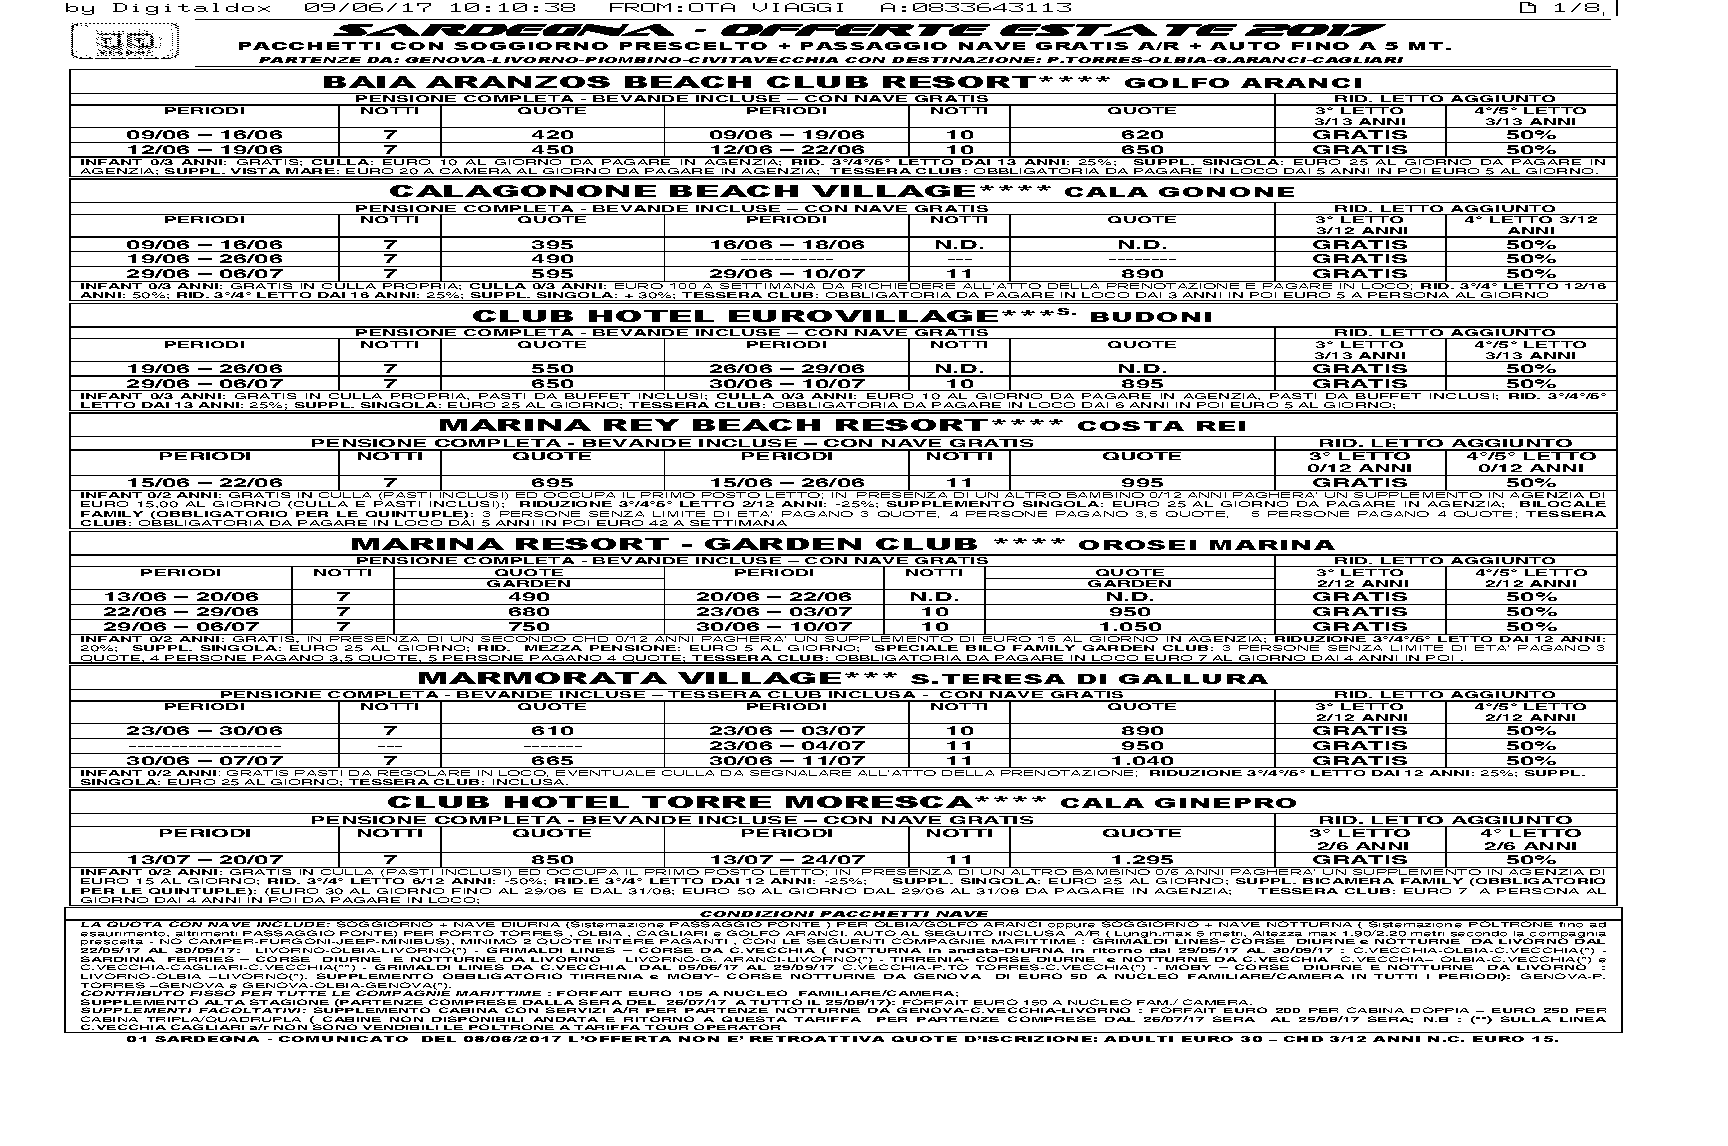 by Digitaldox 09/06/17 10:10:38 FROM:OTA VIAGGI A:0833643113 1/8
SARDEGNA - OFFERTE ESTATE 2017
PACCHETTI CON SOGGIORNO PRESCELTO + PASSAGGIO NAVE GRATIS A/R + AUTO FINO A 5 MT.
PARTENZE DA: GENOVA-LIVORNO-PIOMBINO-CIVITAVECCHIA CON DESTINAZIONE: P.TORRES-OLBIA-G.ARANCI-CAGLIARI
BAIA ARANZOS BEACH CLUB RESORT**** GOLFO ARANCI
PENSIONE COMPLETA - BEVANDE INCLUSE – CON NAVE GRATIS RID. LETTO AGGIUNTO
PERIODI NOTTI QUOTE PERIODI NOTTI QUOTE 3° LETTO 4°/5° LETTO
3/13 ANNI 3/13 ANNI
09/06 – 16/06 7 420 09/06 – 19/06 10 620 GRATIS 50%
12/06 – 19/06 7 450 12/06 – 22/06 10 650 GRATIS 50%
INFANT 0/3 ANNI: GRATIS; CULLA: EURO 10 AL GIORNO DA PAGARE IN AGENZIA; RID. 3°/4°/5° LETTO DAI 13 ANNI: 25%; SUPPL. SINGOLA: EURO 25 AL GIORNO DA PAGARE IN
AGENZIA; SUPPL. VISTA MARE: EURO 20 A CAMERA AL GIORNO DA PAGARE IN AGENZIA; TESSERA CLUB: OBBLIGATORIA DA PAGARE IN LOCO DAI 5 ANNI IN POI EURO 5 AL GIORNO.
CALAGONONE BEACH VILLAGE**** CALA GONONE
PENSIONE COMPLETA - BEVANDE INCLUSE – CON NAVE GRATIS RID. LETTO AGGIUNTO
PERIODI NOTTI QUOTE PERIODI NOTTI QUOTE 3° LETTO 4° LETTO 3/12
3/12 ANNI ANNI
09/06 – 16/06 7 395 16/06 – 18/06 N.D. N.D. GRATIS 50%
19/06 – 26/06 7 490 ----------- --- -------- GRATIS 50%
29/06 – 06/07 7 595 29/06 – 10/07 11 890 GRATIS 50%
INFANT 0/3 ANNI: GRATIS IN CULLA PROPRIA; CULLA 0/3 ANNI: EURO 100 A SETTIMANA DA RICHIEDERE ALL'ATTO DELLA PRENOTAZIONE E PAGARE IN LOCO; RID. 3°/4° LETTO 12/16
ANNI: 50%; RID. 3°/4° LETTO DAI 16 ANNI: 25%; SUPPL. SINGOLA: + 30%; TESSERA CLUB: OBBLIGATORIA DA PAGARE IN LOCO DAI 3 ANNI IN POI EURO 5 A PERSONA AL GIORNO
CLUB HOTEL EUROVILLAGE***S. BUDONI
PENSIONE COMPLETA - BEVANDE INCLUSE – CON NAVE GRATIS RID. LETTO AGGIUNTO
PERIODI NOTTI QUOTE PERIODI NOTTI QUOTE 3° LETTO 4°/5° LETTO
3/13 ANNI 3/13 ANNI
19/06 – 26/06 7 550 26/06 – 29/06 N.D. N.D. GRATIS 50%
29/06 – 06/07 7 650 30/06 – 10/07 10 895 GRATIS 50%
INFANT 0/3 ANNI: GRATIS IN CULLA PROPRIA, PASTI DA BUFFET INCLUSI; CULLA 0/3 ANNI: EURO 10 AL GIORNO DA PAGARE IN AGENZIA, PASTI DA BUFFET INCLUSI; RID. 3°/4°/5°
LETTO DAI 13 ANNI: 25%; SUPPL. SINGOLA: EURO 25 AL GIORNO; TESSERA CLUB: OBBLIGATORIA DA PAGARE IN LOCO DAI 6 ANNI IN POI EURO 5 AL GIORNO;
MARINA REY BEACH RESORT**** COSTA REI
PENSIONE COMPLETA - BEVANDE INCLUSE – CON NAVE GRATIS RID. LETTO AGGIUNTO
PERIODI NOTTI QUOTE PERIODI NOTTI QUOTE 3° LETTO 4°/5° LETTO
0/12 ANNI 0/12 ANNI
15/06 – 22/06 7 695 15/06 – 26/06 11 995 GRATIS 50%
INFANT 0/2 ANNI: GRATIS IN CULLA (PASTI INCLUSI) ED OCCUPA IL PRIMO POSTO LETTO; IN PRESENZA DI UN ALTRO BAMBINO 0/12 ANNI PAGHERA' UN SUPPLEMENTO IN AGENZIA DI
EURO 15,00 AL GIORNO (CULLA E PASTI INCLUSI); RIDUZIONE 3°/4°/5° LETTO 2/12 ANNI: -25%; SUPPLEMENTO SINGOLA: EURO 25 AL GIORNO DA PAGARE IN AGENZIA; BILOCALE
FAMILY (OBBLIGATORIO PER LE QUINTUPLE): 3 PERSONE SENZA LIMITE DI ETA' PAGANO 3 QUOTE, 4 PERSONE PAGANO 3,5 QUOTE, 5 PERSONE PAGANO 4 QUOTE; TESSERA
CLUB: OBBLIGATORIA DA PAGARE IN LOCO DAI 5 ANNI IN POI EURO 42 A SETTIMANA
MARINA RESORT - GARDEN CLUB **** OROSEI MARINA
PENSIONE COMPLETA - BEVANDE INCLUSE – CON NAVE GRATIS RID. LETTO AGGIUNTO
PERIODI NOTTI QUOTE PERIODI NOTTI QUOTE 3° LETTO 4°/5° LETTO
GARDEN GARDEN 2/12 ANNI 2/12 ANNI
13/06 – 20/06 7 490 20/06 – 22/06 N.D. N.D. GRATIS 50%
22/06 – 29/06 7 680 23/06 – 03/07 10 950 GRATIS 50%
29/06 – 06/07 7 750 30/06 – 10/07 10 1.050 GRATIS 50%
INFANT 0/2 ANNI: GRATIS, IN PRESENZA DI UN SECONDO CHD 0/12 ANNI PAGHERA' UN SUPPLEMENTO DI EURO 15 AL GIORNO IN AGENZIA; RIDUZIONE 3°/4°/5° LETTO DAI 12 ANNI:
20%; SUPPL. SINGOLA: EURO 25 AL GIORNO; RID. MEZZA PENSIONE: EURO 5 AL GIORNO; SPECIALE BILO FAMILY GARDEN CLUB: 3 PERSONE SENZA LIMITE DI ETA' PAGANO 3
QUOTE, 4 PERSONE PAGANO 3,5 QUOTE, 5 PERSONE PAGANO 4 QUOTE; TESSERA CLUB: OBBLIGATORIA DA PAGARE IN LOCO EURO 7 AL GIORNO DAI 4 ANNI IN POI .
MARMORATA VILLAGE*** S.TERESA DI GALLURA
PENSIONE COMPLETA - BEVANDE INCLUSE – TESSERA CLUB INCLUSA - CON NAVE GRATIS RID. LETTO AGGIUNTO
PERIODI NOTTI QUOTE PERIODI NOTTI QUOTE 3° LETTO 4°/5° LETTO
2/12 ANNI 2/12 ANNI
23/06 – 30/06 7 610 23/06 – 03/07 10 890 GRATIS 50%
------------------ --- ------- 23/06 – 04/07 11 950 GRATIS 50%
30/06 – 07/07 7 665 30/06 – 11/07 11 1.040 GRATIS 50%
INFANT 0/2 ANNI: GRATIS PASTI DA REGOLARE IN LOCO, EVENTUALE CULLA DA SEGNALARE ALL'ATTO DELLA PRENOTAZIONE; RIDUZIONE 3°/4°/5° LETTO DAI 12 ANNI: 25%; SUPPL.
SINGOLA: EURO 25 AL GIORNO; TESSERA CLUB: INCLUSA.
CLUB HOTEL TORRE MORESCA**** CALA GINEPRO
PENSIONE COMPLETA - BEVANDE INCLUSE – CON NAVE GRATIS RID. LETTO AGGIUNTO
PERIODI NOTTI QUOTE PERIODI NOTTI QUOTE 3° LETTO 4° LETTO
2/6 ANNI 2/6 ANNI
13/07 – 20/07 7 850 13/07 – 24/07 11 1.295 GRATIS 50%
INFANT 0/2 ANNI: GRATIS IN CULLA (PASTI INCLUSI) ED OCCUPA IL PRIMO POSTO LETTO; IN PRESENZA DI UN ALTRO BAMBINO 0/6 ANNI PAGHERA' UN SUPPLEMENTO IN AGENZIA DI
EURO 15 AL GIORNO; RID. 3°/4° LETTO 6/12 ANNI: -50%; RID.E 3°/4° LETTO DAI 12 ANNI: -25%; SUPPL. SINGOLA: EURO 25 AL GIORNO; SUPPL. BICAMERA FAMILY (OBBLIGATORIO
PER LE QUINTUPLE): (EURO 30 AL GIORNO FINO AL 29/06 E DAL 31/08; EURO 50 AL GIORNO DAL 29/06 AL 31/08 DA PAGARE IN AGENZIA; TESSERA CLUB: EURO 7 A PERSONA AL
GIORNO DAI 4 ANNI IN POI DA PAGARE IN LOCO;
CONDIZIONI PACCHETTI NAVE
LA QUOTA CON NAVE INCLUDE: SOGGIORNO + NAVE DIURNA (Sistemazione PASSAGGIO PONTE ) PER OLBIA/GOLFO ARANCI oppure SOGGIORNO + NAVE NOTTURNA ( Sistemazione POLTRONE fino ad
esaurimento, altrimenti PASSAGGIO PONTE) PER PORTO TORRES , OLBIA , CAGLIARI e GOLFO ARANCI. AUTO AL SEGUITO INCLUSA A/R ( Lungh.max 5 metri, Altezza max 1.90/2.20 metri secondo la compagnia
prescelta - NO CAMPER-FURGONI-JEEP-MINIBUS), MINIMO 2 QUOTE INTERE PAGANTI , CON LE SEGUENTI COMPAGNIE MARITTIME : GRIMALDI LINES- CORSE DIURNE e NOTTURNE DA LIVORNO DAL
22/05/17 AL 30/09/17: LIVORNO-OLBIA-LIVORNO(*) - GRIMALDI LINES – CORSE DA C.VECCHIA ( NOTTURNA in andata-DIURNA in ritorno dal 29/05/17 AL 30/09/17 : C.VECCHIA-OLBIA-C.VECCHIA(*) -
SARDINIA FERRIES – CORSE DIURNE E NOTTURNE DA LIVORNO LIVORNO-G. ARANCI-LIVORNO(*) - TIRRENIA- CORSE DIURNE e NOTTURNE DA C.VECCHIA C.VECCHIA– OLBIA-C.VECCHIA(*) e
C.VECCHIA-CAGLIARI-C.VECCHIA(**) - GRIMALDI LINES DA C.VECCHIA DAL 05/06/17 AL 29/09/17 C.VECCHIA-P.TO TORRES-C.VECCHIA(*) - MOBY – CORSE DIURNE E NOTTURNE DA LIVORNO :
LIVORNO-OLBIA –LIVORNO(*). SUPPLEMENTO OBBLIGATORIO TIRRENIA e MOBY- CORSE NOTTURNE DA GENOVA DI EURO 50 A NUCLEO FAMILIARE/CAMERA IN TUTTI I PERIODI): GENOVA-P.
TORRES –GENOVA e GENOVA-OLBIA-GENOVA(*).
CONTRIBUTO FISSO PER TUTTE LE COMPAGNIE MARITTIME : FORFAIT EURO 105 A NUCLEO FAMILIARE/CAMERA;
SUPPLEMENTO ALTA STAGIONE (PARTENZE COMPRESE DALLA SERA DEL 26/07/17 A TUTTO IL 25/08/17): FORFAIT EURO 150 A NUCLEO FAM./ CAMERA.
SUPPLEMENTI FACOLTATIVI: SUPPLEMENTO CABINA CON SERVIZI A/R PER PARTENZE NOTTURNE DA GENOVA-C.VECCHIA-LIVORNO : FORFAIT EURO 200 PER CABINA DOPPIA – EURO 250 PER
CABINA TRIPLA/QUADRUPLA ( CABINE NON DISPONIBILI ANDATA E RITORNO A QUESTA TARIFFA PER PARTENZE COMPRESE DAL 26/07/17 SERA AL 25/08/17 SERA; N.B : (**) SULLA LINEA
C.VECCHIA CAGLIARI a/r NON SONO VENDIBILI LE POLTRONE A TARIFFA TOUR OPERATOR
01 SARDEGNA - COMUNICATO DEL 08/06/2017 L'OFFERTA NON E' RETROATTIVA QUOTE D'ISCRIZIONE: ADULTI EURO 30 – CHD 3/12 ANNI N.C. EURO 15.